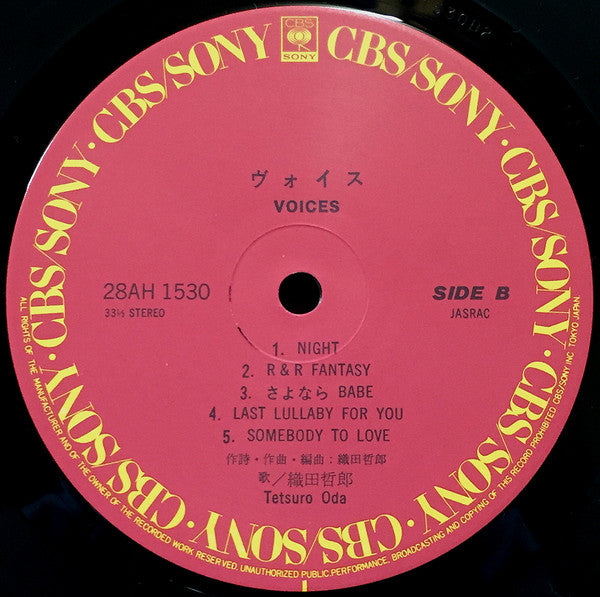 CBS/SONY · CBS/SONY · CBS/SONY · CBS/SONY · CBS/SONY · CBS/SONY · CBS/SONY · CBS/SONY
CBS
SONY
ヴォイス
VOICES
28AH 1530
33⅓ STEREO
SIDE B
JASRAC
1. NIGHT
2. R & R FANTASY
3. さよなら BABE
4. LAST LULLABY FOR YOU
5. SOMEBODY TO LOVE
作詩・作曲・編曲:織田哲郎
歌/織田哲郎
Tetsuro Oda
ALL RIGHTS OF THE MANUFACTURER AND OF THE OWNER OF THE RECORDED WORK RESERVED. UNAUTHORIZED PUBLIC PERFORMANCE, BROADCASTING AND COPYING OF THIS RECORD PROHIBITED CBS/SONY INC. TOKYO JAPAN.